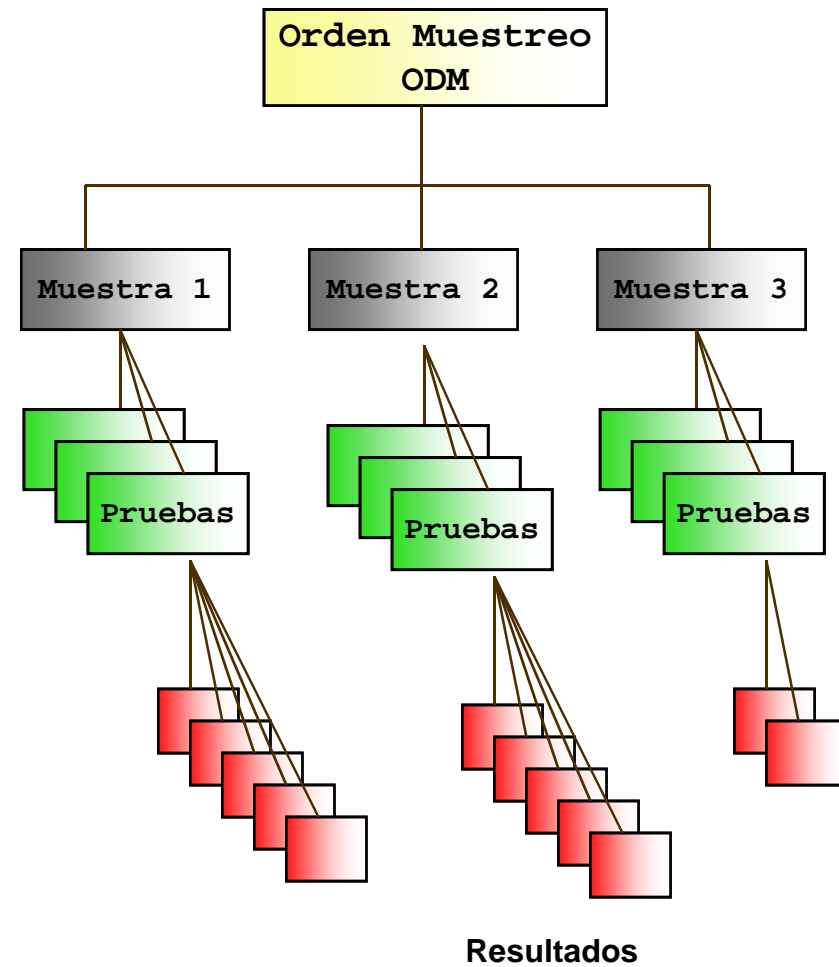 Orden Muestreo
ODM
Muestra 1
Muestra 2
Muestra 3
Pruebas
Pruebas
Pruebas
Resultados